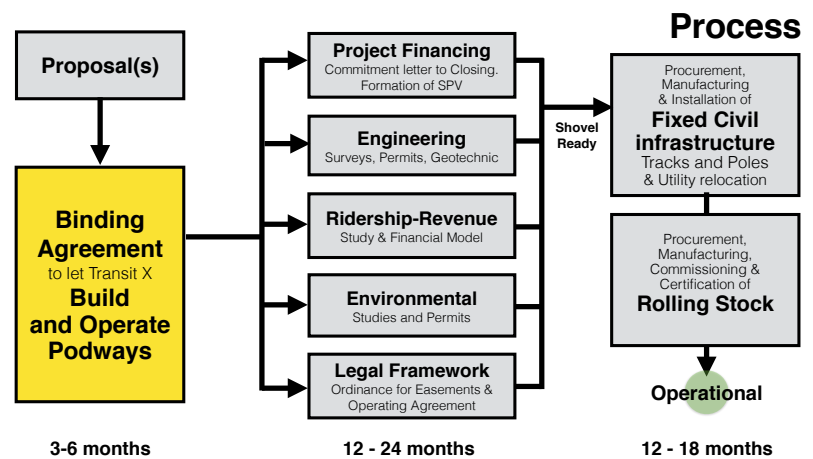 Process
Proposal(s)
Binding
Agreement
to let Transit X
Build
and Operate
Podways
3-6 months
Project Financing
Commitment letter to Closing.
Formation of SPV
Engineering
Surveys, Permits, Geotechnic
Ridership-Revenue
Study & Financial Model
Environmental
Studies and Permits
Legal Framework
Ordinance for Easements &
Operating Agreement
12 - 24 months
Shovel
Ready
Procurement,
Manufacturing
& Installation of
Fixed Civil
infrastructure
Tracks and Poles
& Utility relocation
Procurement,
Manufacturing,
Commissioning &
Certification of
Rolling Stock
Operational
12 - 18 months